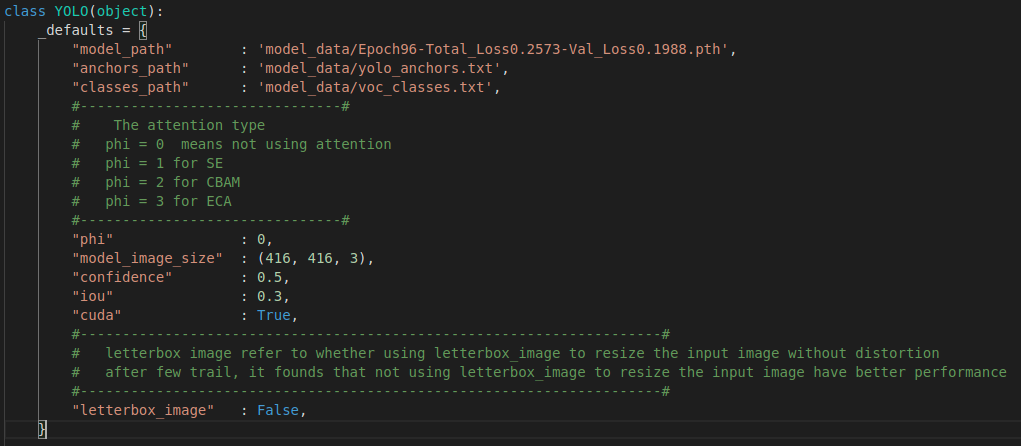 class YOLO(object):
    _defaults = {
        "model_path"        : 'model_data/Epoch96-Total_Loss0.2573-Val_Loss0.1988.pth',
        "anchors_path"      : 'model_data/yolo_anchors.txt',
        "classes_path"      : 'model_data/voc_classes.txt',
        #-------------------------------#
        #    The attention type
        #   phi = 0  means not using attention
        #   phi = 1 for SE
        #   phi = 2 for CBAM
        #   phi = 3 for ECA
        #-------------------------------#
        "phi"               : 0,
        "model_image_size"  : (416, 416, 3),
        "confidence"        : 0.5,
        "iou"               : 0.3,
        "cuda"              : True,
        #---------------------------------------------------------------------#
        #   letterbox image refer to whether using letterbox_image to resize the input image without distortion
        #   after few trail, it founds that not using letterbox_image to resize the input image have better performance
        #---------------------------------------------------------------------#
        "letterbox_image"   : False,
    }